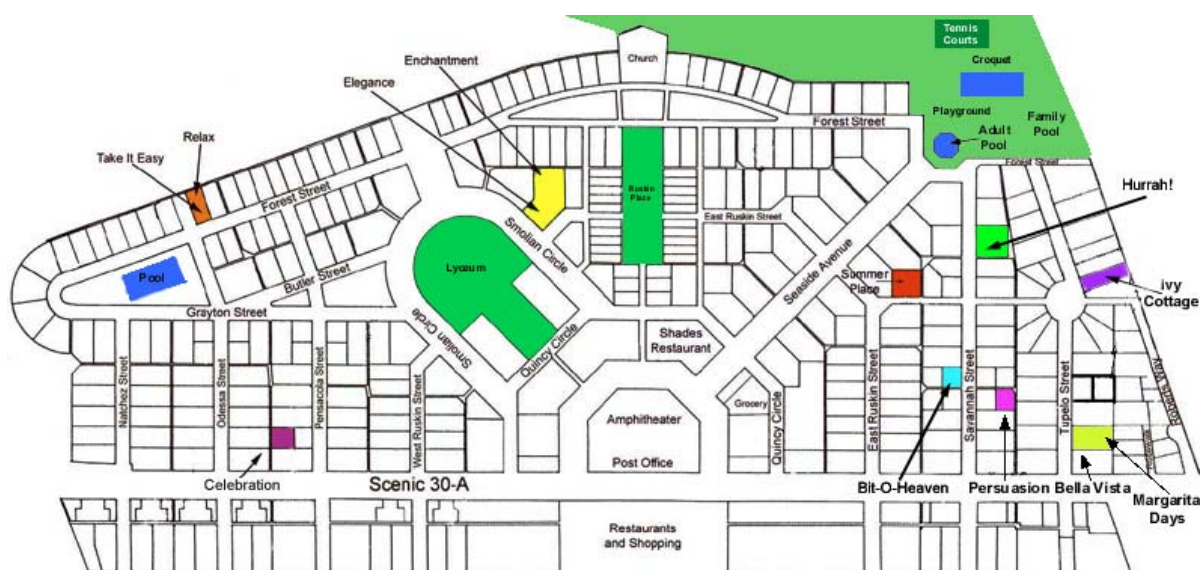 Tennis
Courts
Croquet
Enchantment
Church
Elegance
Playground
Family
Pool
Forest Street
Adult
Pool
Relax
Take It Easy
Forest Street
Hurrah!
Forest Street
Ruskin
Place
East Ruskin Street
Smolian Circle
Seaside Avenue
Lyceum
Pool
Butler Street
Summer
Place
ivy
Cottage
Grayton Street
Smolian Circle
Quincy Circle
Shades
Restaurant
Natchez Street
Odessa Street
Pensacola Street
West Ruskin Street
East Ruskin Street
Savannah Street
Tupelo Street
Roberts Way
Grocery
Quincy Circle
Amphitheater
Post Office
Celebration
Scenic 30-A
Bit-O-Heaven
Persuasion
Bella Vista
Margarita
Days
Restaurants
and Shopping